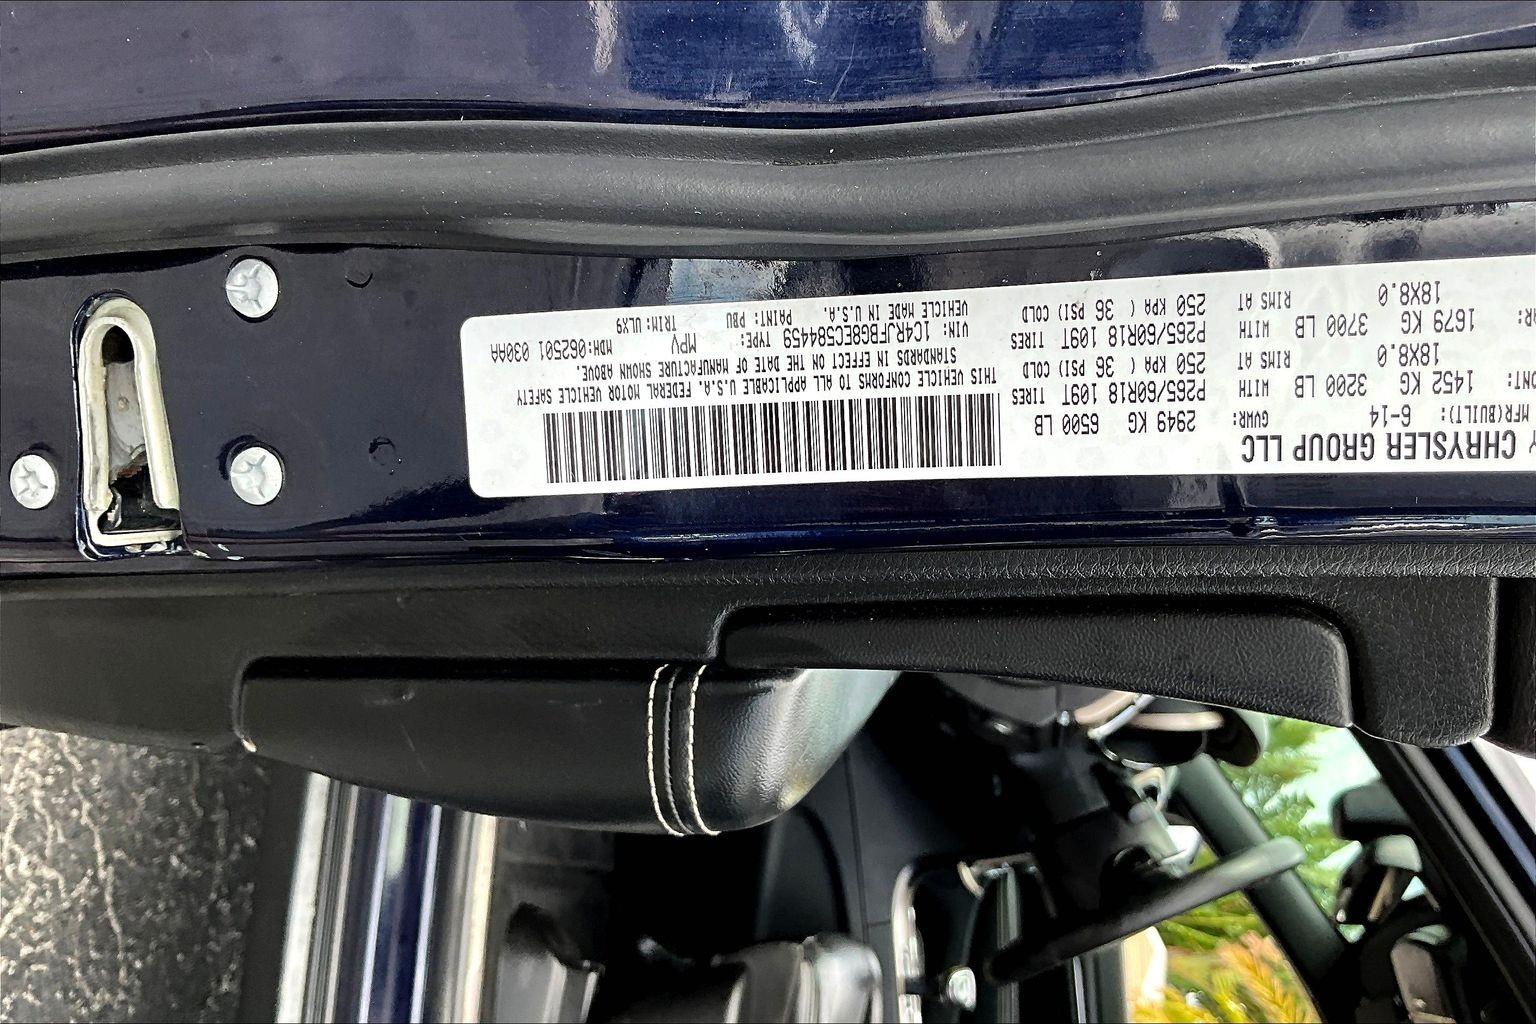 CHRYSLER GROUP LLC
MFR(BUILT): 6-14 GVWR: 2949 KG 6500 LB
1452 KG 3200 LB WITH P265/60R18 109T TIRES
18X8.0 RIMS AT 250 KPA ( 36 PSI) COLD
1679 KG 3700 LB WITH P265/60R18 109T TIRES
18X8.0 RIMS AT 250 KPA ( 36 PSI) COLD
THIS VEHICLE CONFORMS TO ALL APPLICABLE U.S.A. FEDERAL MOTOR VEHICLE SAFETY
STANDARDS IN EFFECT ON THE DATE OF MANUFACTURE SHOWN ABOVE.
VIN: 1C4RJFBG8EC584459 TYPE: MPV MDH:062501 030AA
VEHICLE MADE IN U.S.A. PAINT: PBU TRIM:ULX9